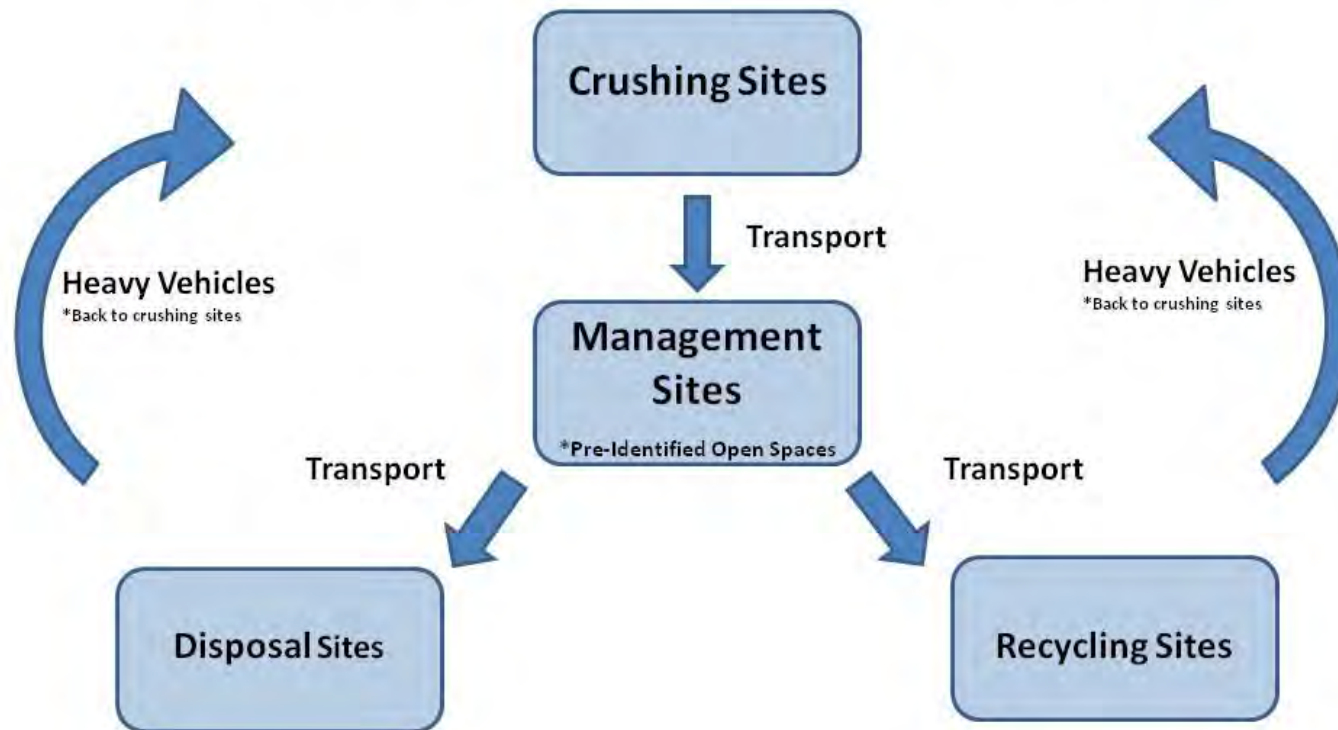 Crushing Sites
Transport
Heavy Vehicles
*Back to crushing sites
Heavy Vehicles
*Back to crushing sites
Management
Sites
*Pre-Identified Open Spaces
Transport
Transport
Disposal Sites
Recycling Sites